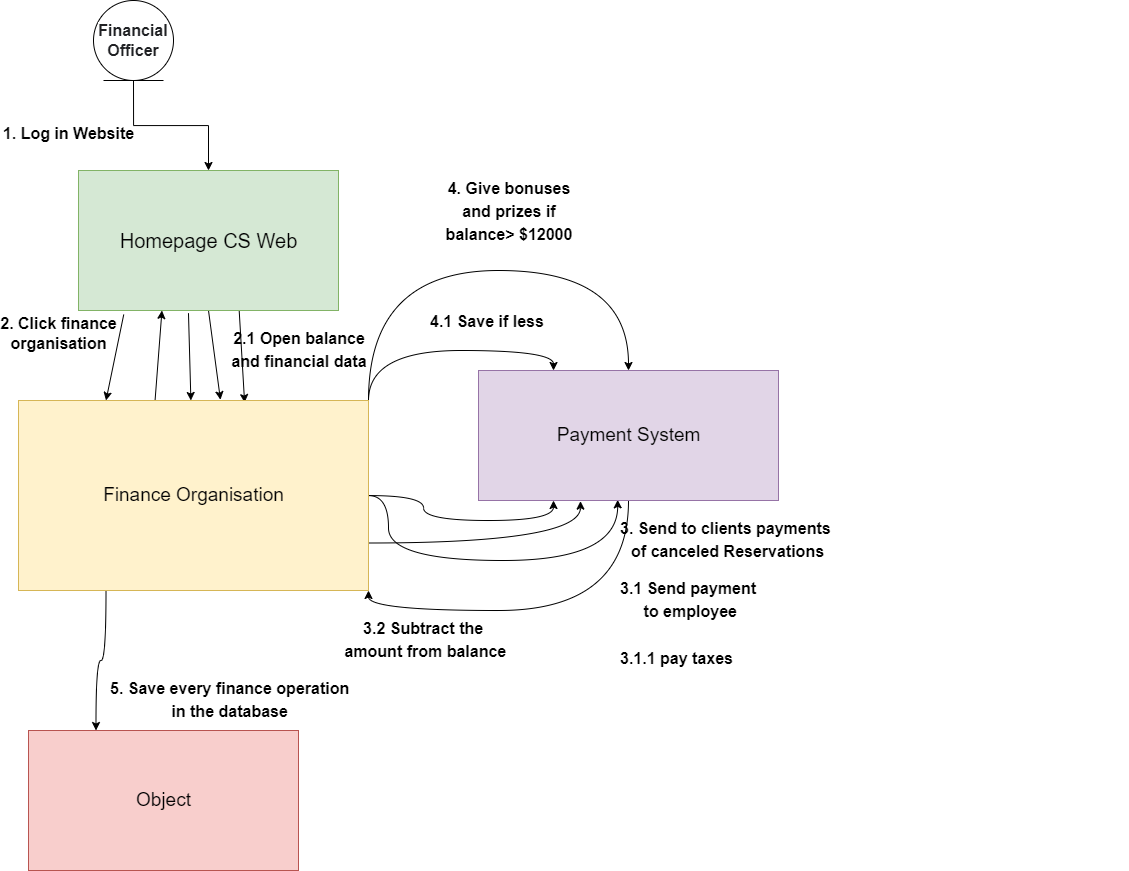 Financial
Officer
1. Log in Website
Homepage CS Web
4. Give bonuses
and prizes if
balance> $12000
2. Click finance
organisation
2.1 Open balance
and financial data
4.1 Save if less
Payment System
Finance Organisation
3. Send to clients payments
of canceled Reservations
3.1 Send payment
to employee
3.2 Subtract the
amount from balance
3.1.1 pay taxes
5. Save every finance operation
in the database
Object